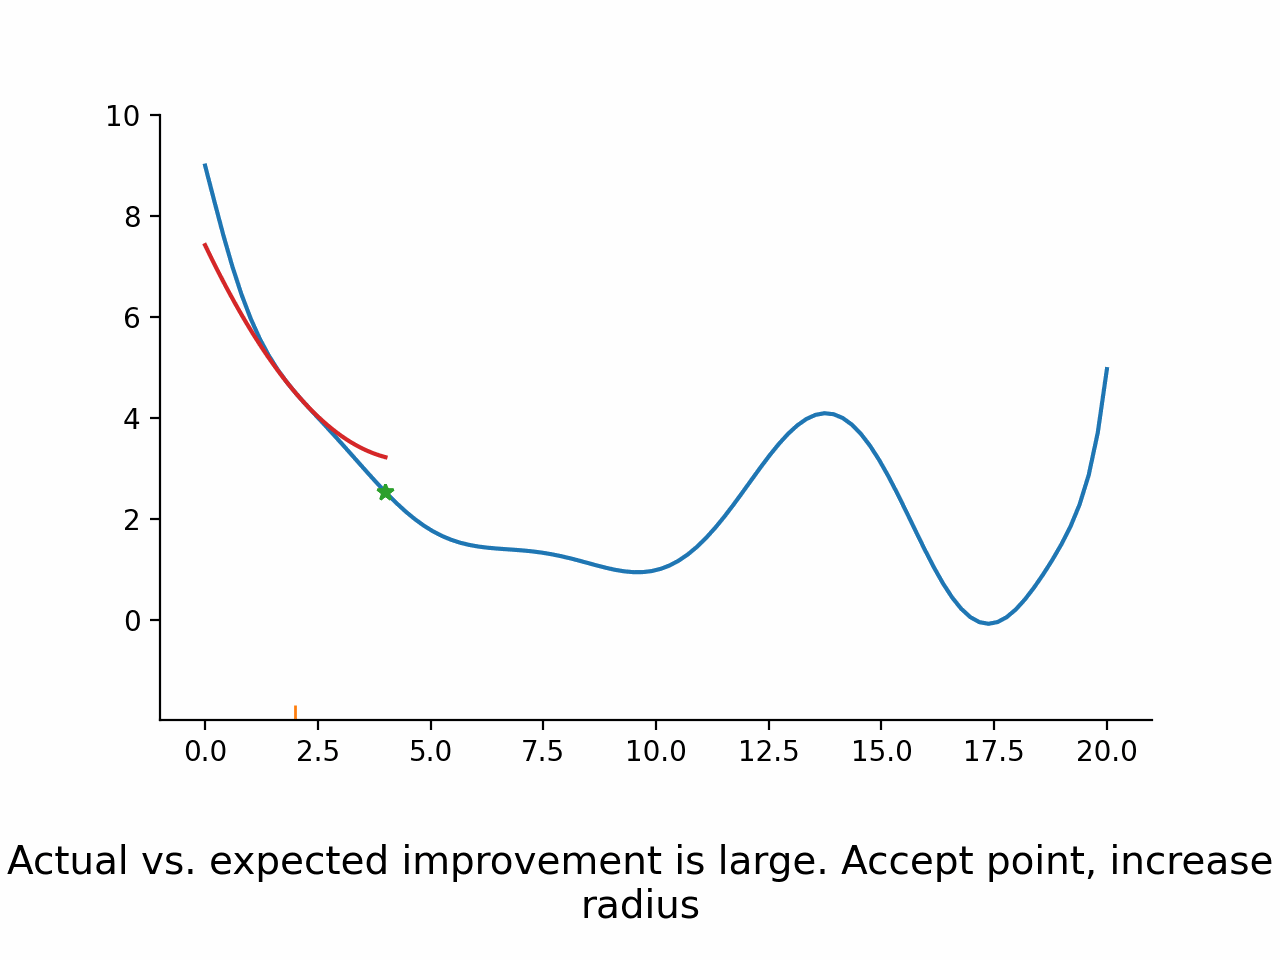 10
8
6
4
2
0
0.0 2.5 5.0 7.5 10.0 12.5 15.0 17.5 20.0
Actual vs. expected improvement is large. Accept point, increase
radius